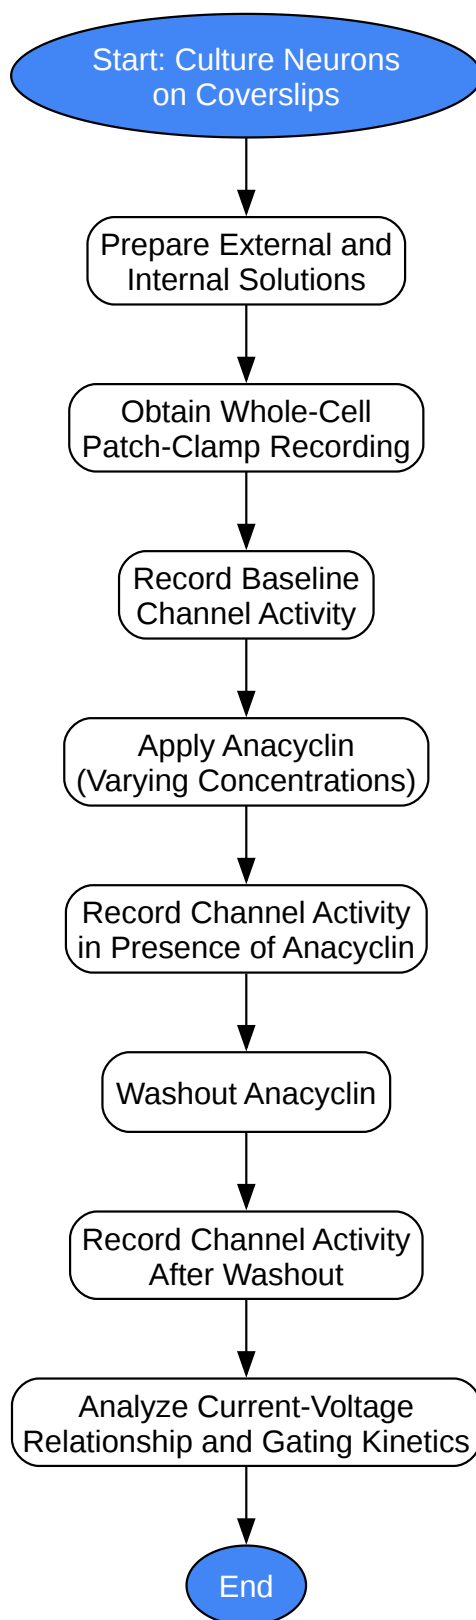 Start: Culture Neurons
on Coverslips
Prepare External and
Internal Solutions
Obtain Whole-Cell
Patch-Clamp Recording
Record Baseline
Channel Activity
Apply Anacyclin
(Varying Concentrations)
Record Channel Activity
in Presence of Anacyclin
Washout Anacyclin
Record Channel Activity
After Washout
Analyze Current-Voltage
Relationship and Gating Kinetics
End